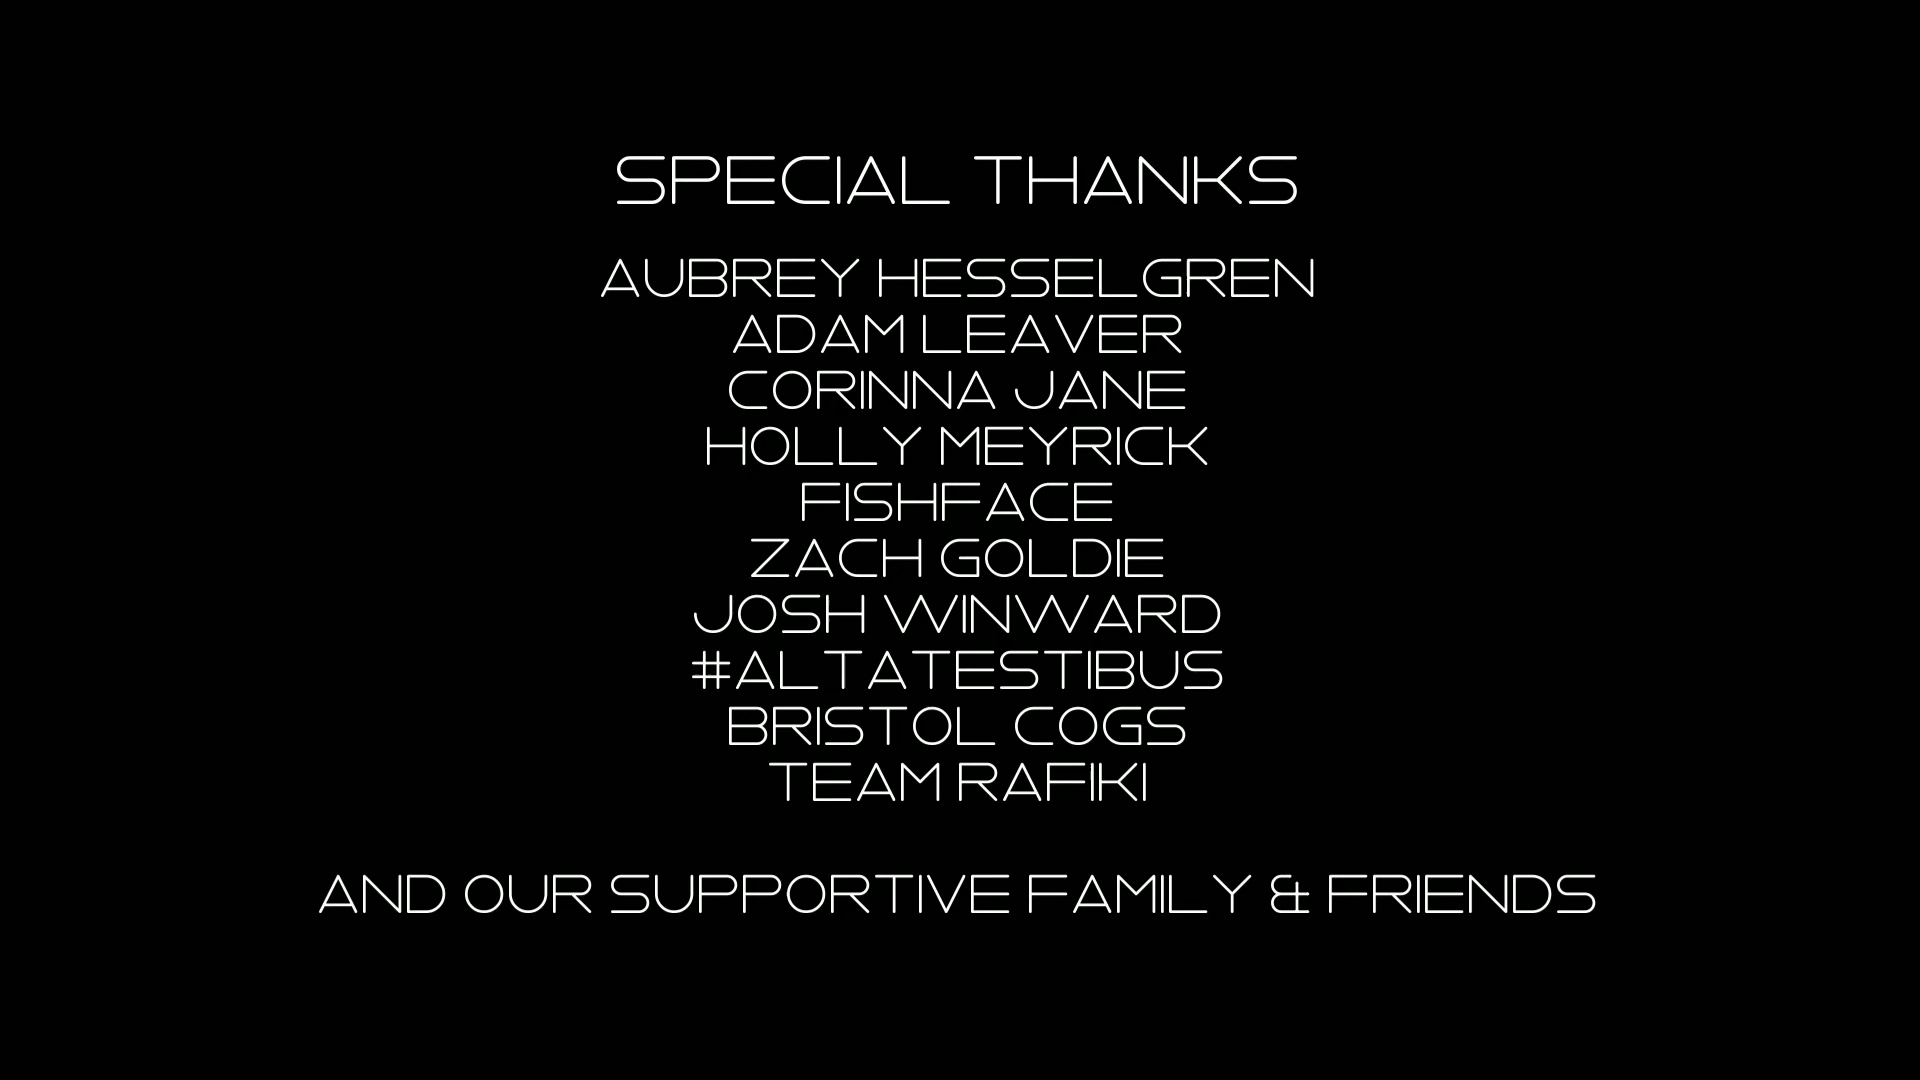 SPECIAL THANKS
AUBREY HESSELGREN
ADAM LEAVER
CORINNA JANE
HOLLY MEYRICK
FISHFACE
ZACH GOLDIE
JOSH WINWARD
#ALTATESTIBUS
BRISTOL COGS
TEAM RAFIKI
AND OUR SUPPORTIVE FAMILY & FRIENDS